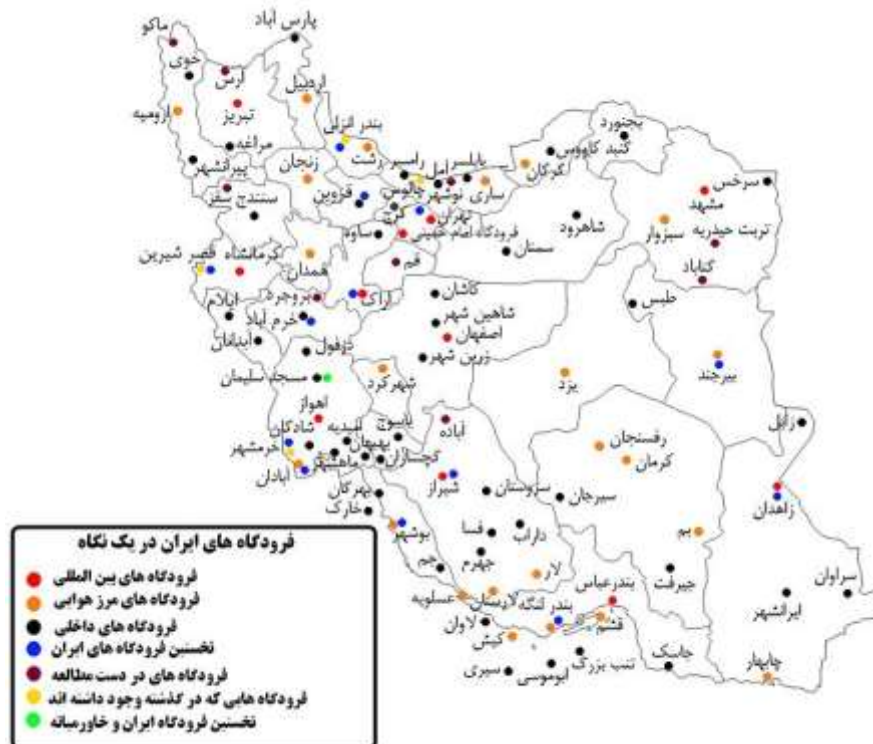 پارس آباد
ماکو
خوی
ارس
اردبیل
تبریز
ارومیه
بندر انزلی
مراغه
پیرانشهر
زنجان
رشت
رامسر
آمل
بابلسر
نوشهر
ساری
گرگان
گنبد کاووس
بجنورد
سرخس
مشهد
سنندج
سقز
قزوین
چالوس
کرج
تهران
ساوه
فرودگاه امام خمینی
شاهرود
سبزوار
تربت حیدریه
سمنان
قصر شیرین
کرمانشاه
همدان
قم
گناباد
ایلام
بروجرد
اراک
کاشان
طبس
خرم آباد
شاهین شهر
آبدانان
دزفول
اصفهان
زرین شهر
مسجد سلیمان
شهرکرد
یزد
بیرجند
اهواز
آباده
زابل
شادگان
امیدیه
یاسوج
رفسنجان
خرمشهر
بهبهان
کرمان
آبادان
ماهشهر
گچساران
شیراز
سروستان
سیرجان
زاهدان
بهرگان
خارک
بوشهر
فسا
داراب
بم
جم
جهرم
لار
جیرفت
سراوان
بندرعباس
ایرانشهر
عسلویه
لارستان
بندر لنگه
قشم
لاوان
کیش
جاسک
سیری
ابوموسی
تنب بزرگ
چابهار
فرودگاه های ایران در یک نگاه
فرودگاه های بین المللی
فرودگاه های مرز هوایی
فرودگاه های داخلی
نخستین فرودگاه های ایران
فرودگاه های در دست مطالعه
فرودگاه هایی که در گذشته وجود داشته اند
نخستین فرودگاه ایران و خاورمیانه